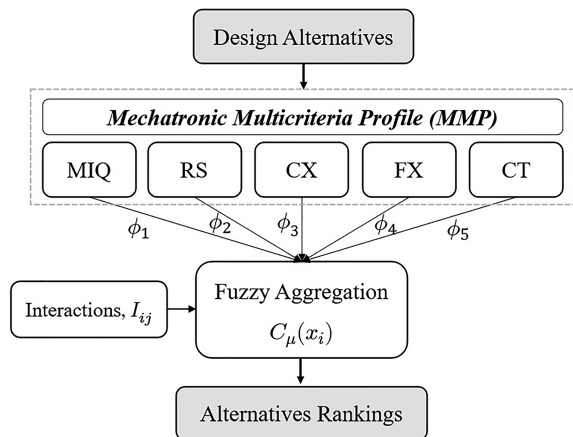 Design Alternatives
Mechatronic Multicriteria Profile (MMP)
MIQ RS CX FX CT
ϕ₁ ϕ₂ ϕ₃ ϕ₄ ϕ₅
Interactions, Iᵢⱼ
Fuzzy Aggregation
C_μ(xᵢ)
Alternatives Rankings